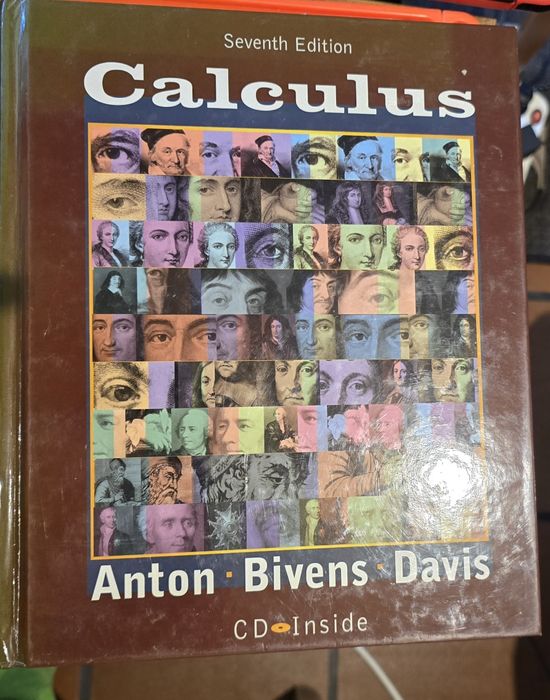 Seventh Edition
Calculus
Anton · Bivens · Davis
CD Inside